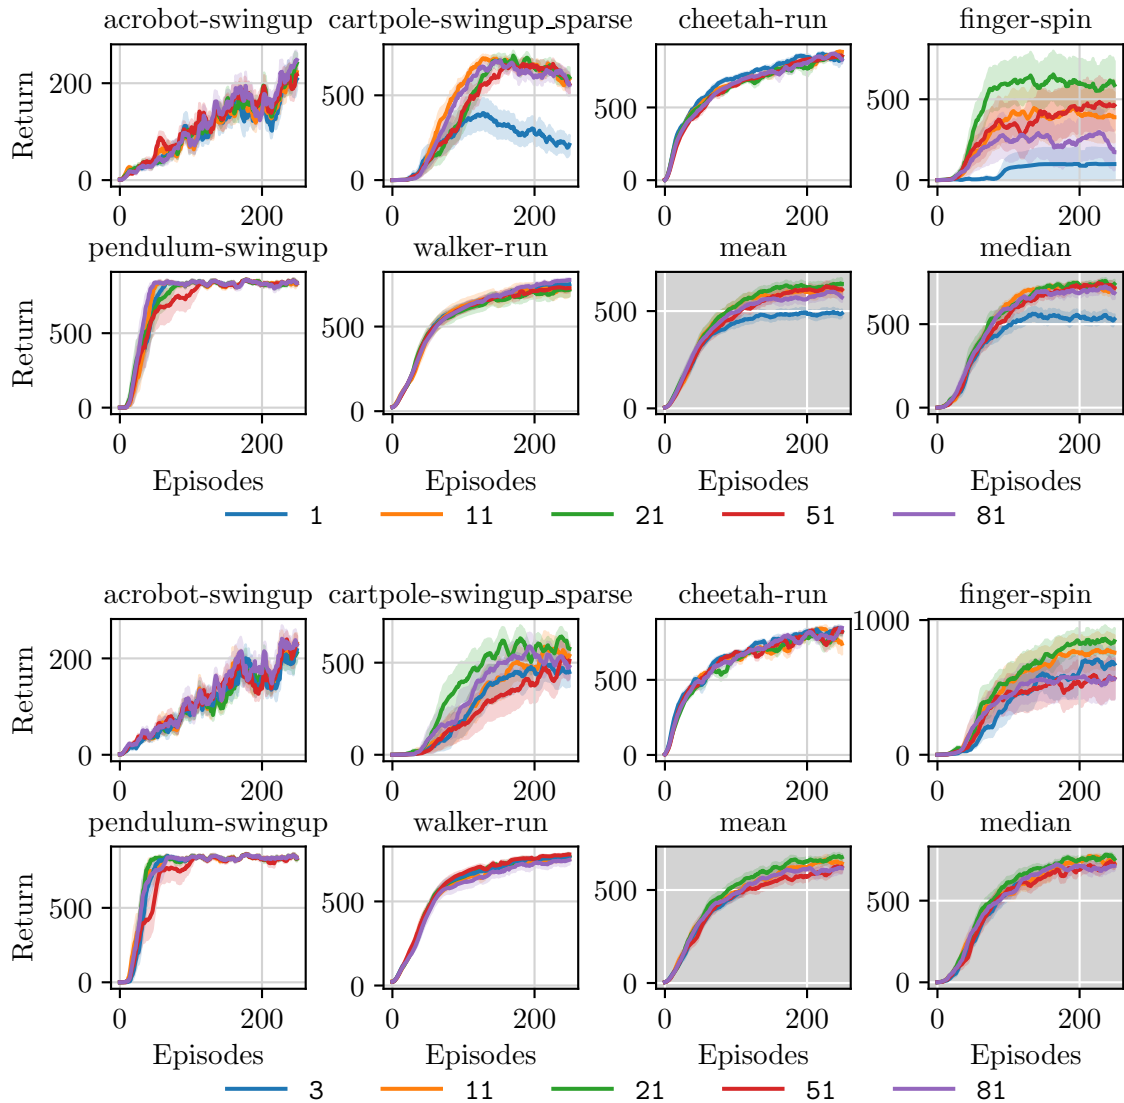 acrobot-swingup cartpole-swingup_sparse cheetah-run finger-spin
Return
200
0
500
0
500
0
500
0
0 200 0 200 0 200 0 200
pendulum-swingup walker-run mean median
Return
500
0
500
0
500
0
500
0
0 200 0 200 0 200 0 200
Episodes Episodes Episodes Episodes
1 11 21 51 81
acrobot-swingup cartpole-swingup_sparse cheetah-run finger-spin
Return
200
0
500
0
500
0
1000
0
0 200 0 200 0 200 0 200
pendulum-swingup walker-run mean median
Return
500
0
500
0
500
0
500
0
0 200 0 200 0 200 0 200
Episodes Episodes Episodes Episodes
3 11 21 51 81